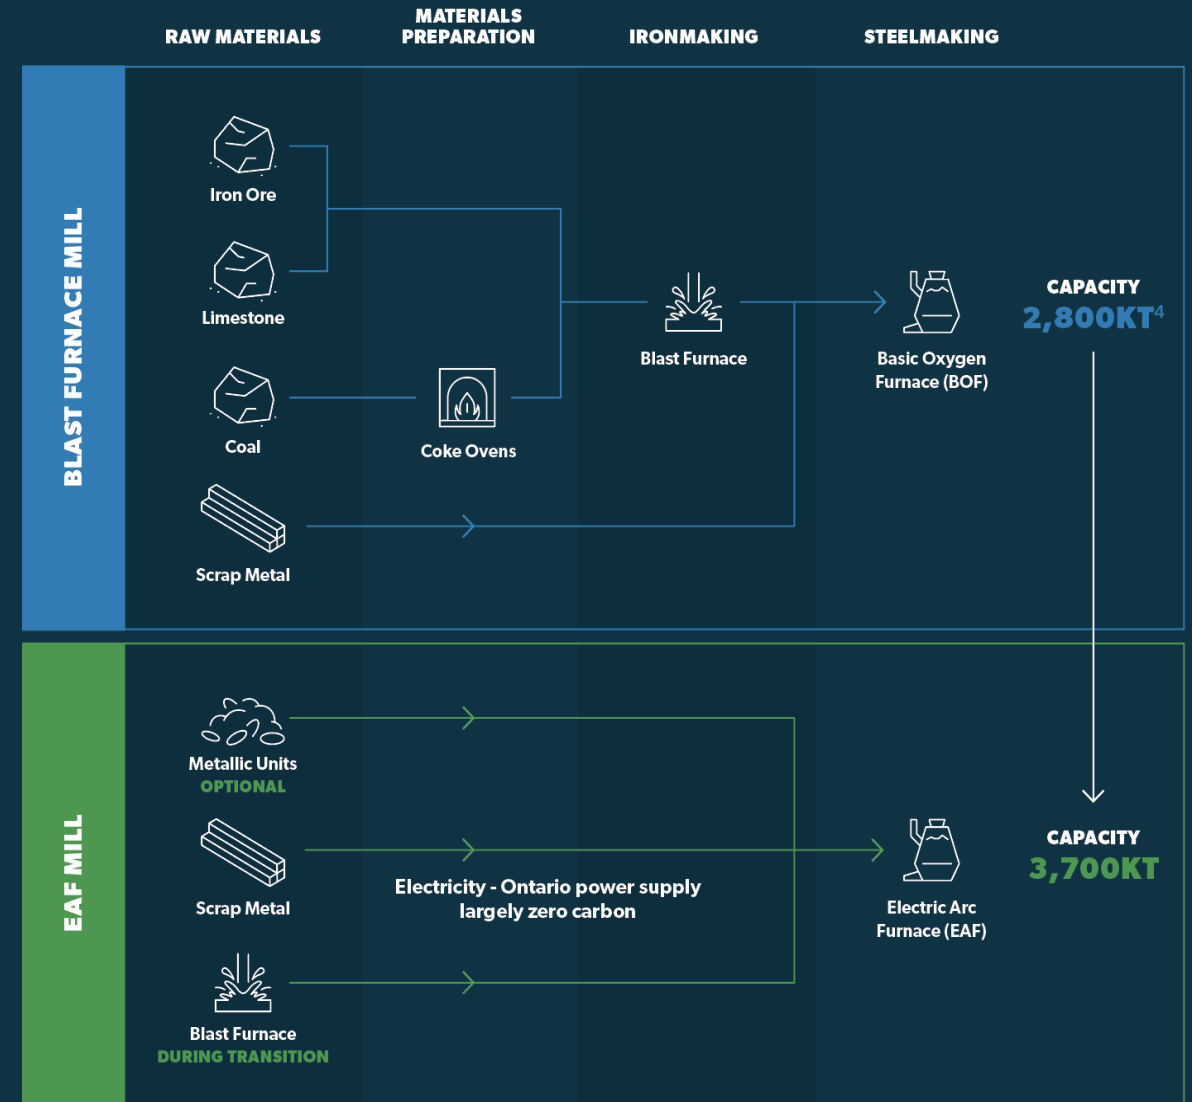 RAW MATERIALS
MATERIALS
PREPARATION
IRONMAKING
STEELMAKING
BLAST FURNACE MILL
Iron Ore
Limestone
Coal
Scrap Metal
Coke Ovens
Blast Furnace
Basic Oxygen
Furnace (BOF)
CAPACITY
2,800KT⁴
EAF MILL
Metallic Units
OPTIONAL
Scrap Metal
Blast Furnace
DURING TRANSITION
Electricity - Ontario power supply
largely zero carbon
Electric Arc
Furnace (EAF)
CAPACITY
3,700KT